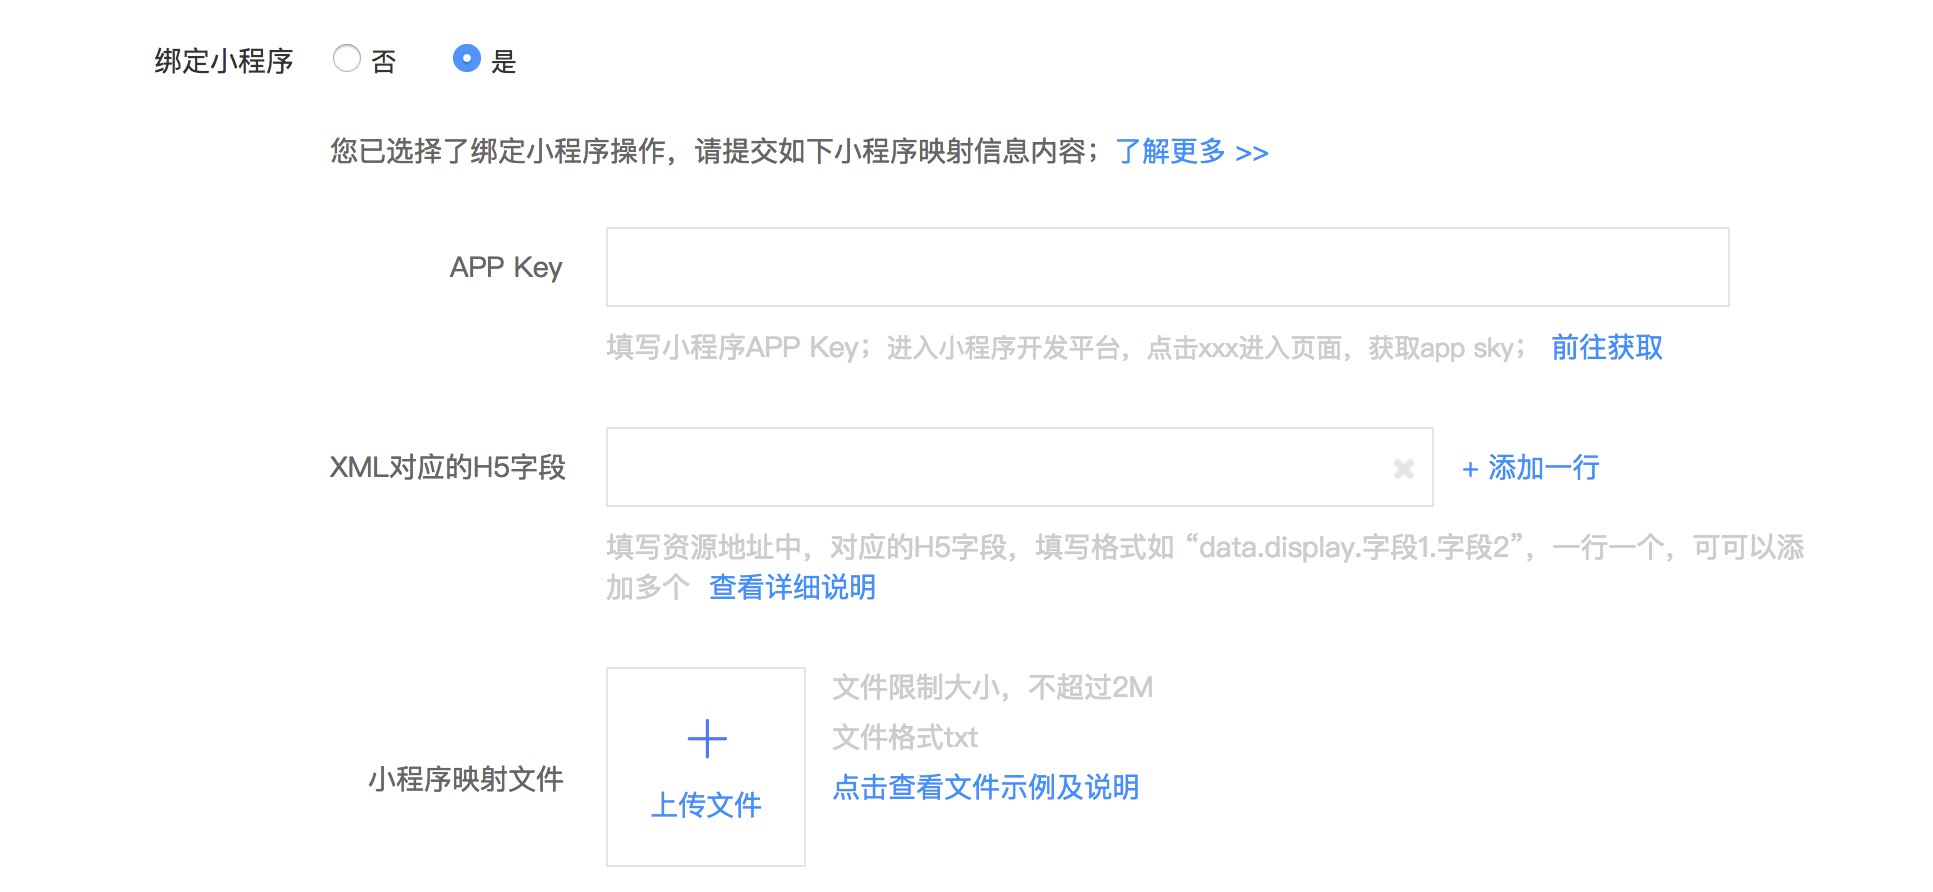 绑定小程序 否 是
您已选择了绑定小程序操作，请提交如下小程序映射信息内容；了解更多 >>
APP Key
填写小程序APP Key；进入小程序开发平台，点击xxx进入页面，获取app sky； 前往获取
XML对应的H5字段 + 添加一行
填写资源地址中，对应的H5字段，填写格式如 “data.display.字段1.字段2”，一行一个，可可以添
加多个 查看详细说明
文件限制大小，不超过2M
文件格式txt
小程序映射文件
点击查看文件示例及说明
上传文件